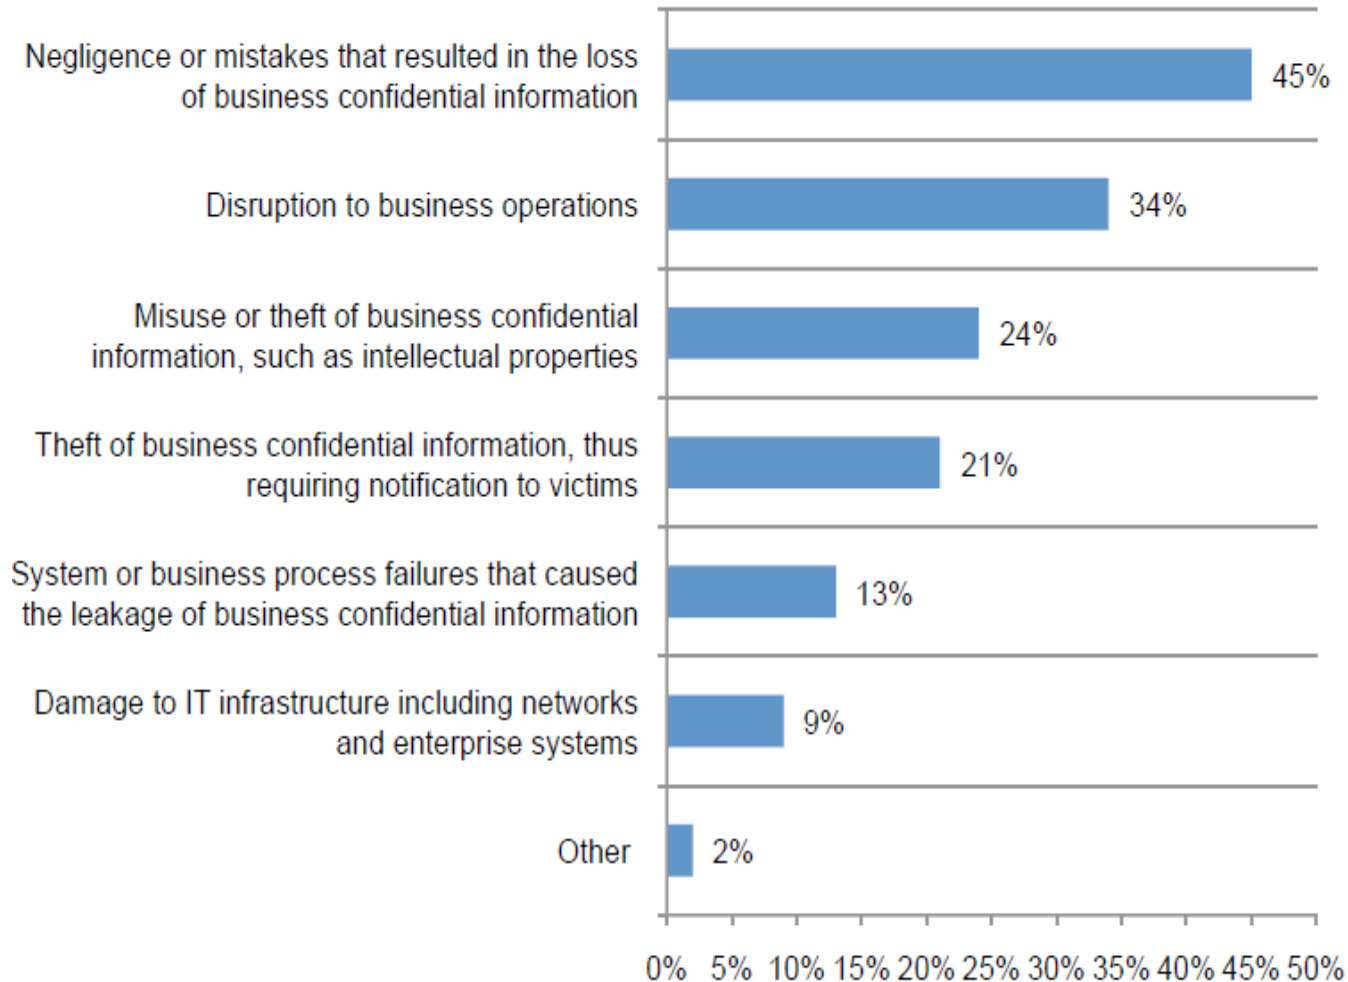 Negligence or mistakes that resulted in the loss
of business confidential information
45%
Disruption to business operations
34%
Misuse or theft of business confidential
information, such as intellectual properties
24%
Theft of business confidential information, thus
requiring notification to victims
21%
System or business process failures that caused
the leakage of business confidential information
13%
Damage to IT infrastructure including networks
and enterprise systems
9%
Other
2%
0% 5% 10% 15% 20% 25% 30% 35% 40% 45% 50%